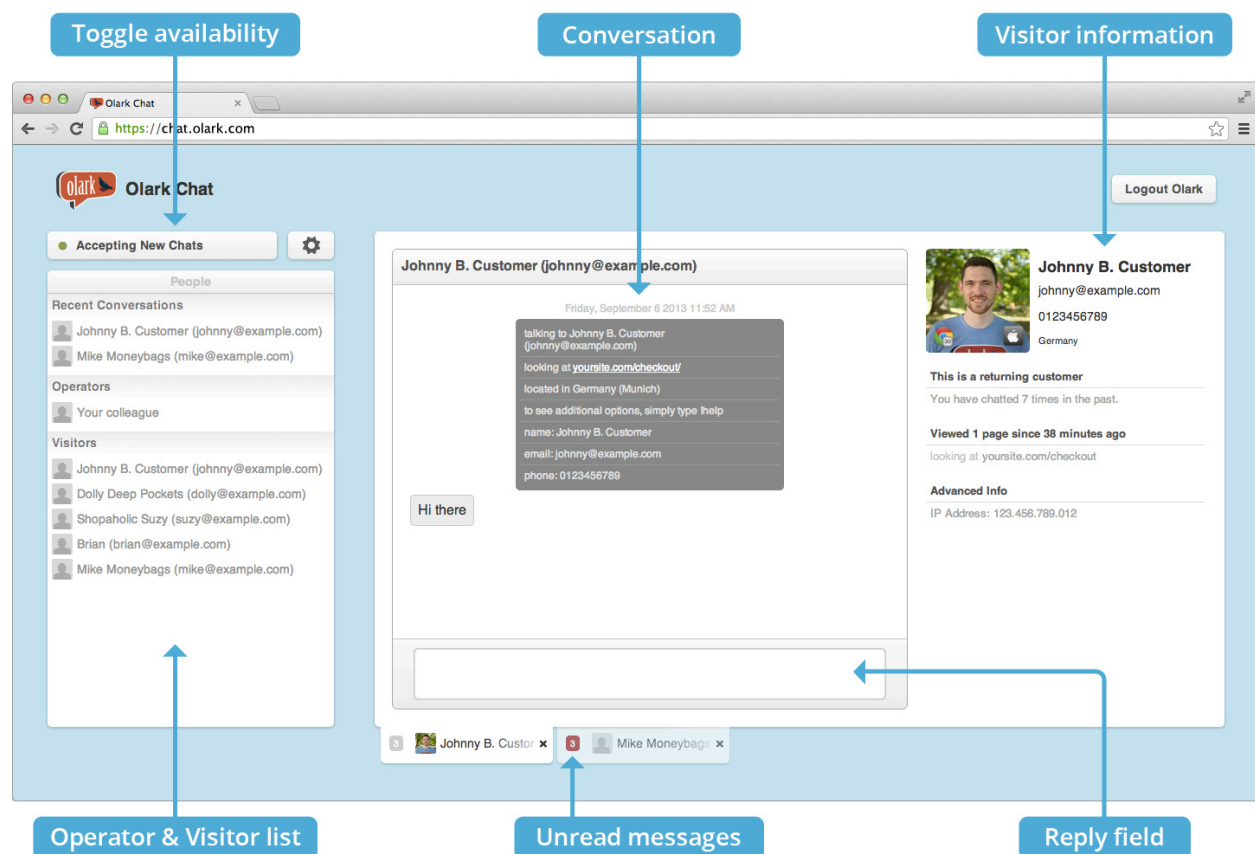 Toggle availability
Conversation
Visitor information
Olark Chat
https://chat.olark.com
olark
Olark Chat
Logout Olark
Accepting New Chats
People
Recent Conversations
Johnny B. Customer (johnny@example.com)
Mike Moneybags (mike@example.com)
Operators
Your colleague
Visitors
Johnny B. Customer (johnny@example.com)
Dolly Deep Pockets (dolly@example.com)
Shopaholic Suzy (suzy@example.com)
Brian (brian@example.com)
Mike Moneybags (mike@example.com)
Johnny B. Customer (johnny@example.com)
Friday, September 6 2013 11:52 AM
talking to Johnny B. Customer
(johnny@example.com)
looking at yoursite.com/checkout/
located in Germany (Munich)
to see additional options, simply type !help
name: Johnny B. Customer
email: johnny@example.com
phone: 0123456789
Hi there
Johnny B. Customer
johnny@example.com
0123456789
Germany
This is a returning customer
You have chatted 7 times in the past.
Viewed 1 page since 38 minutes ago
looking at yoursite.com/checkout
Advanced Info
IP Address: 123.456.789.012
3 Johnny B. Custor ×
3 Mike Moneybags ×
Operator & Visitor list
Unread messages
Reply field